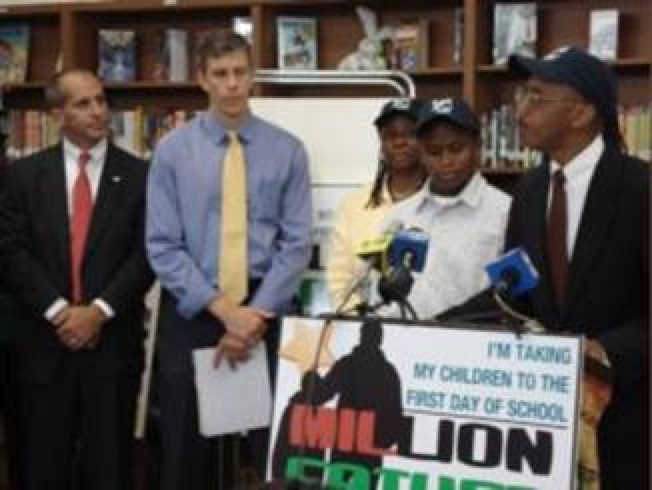 I'M TAKING
MY CHILDREN TO THE
FIRST DAY OF SCHOOL
MILLION